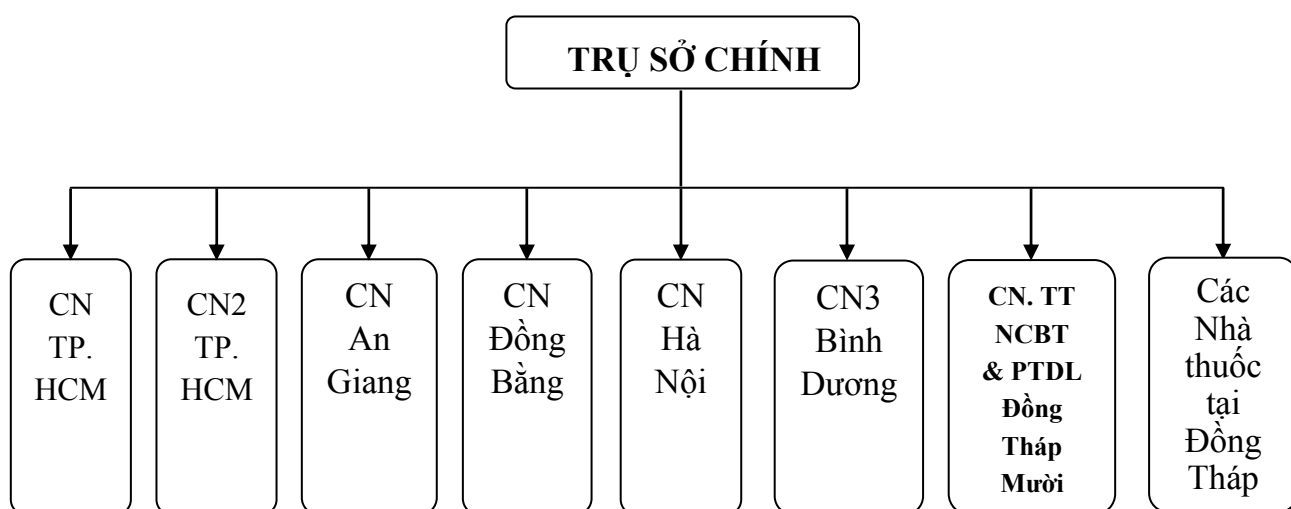 TRỤ SỞ CHÍNH
CN
TP.
HCM
CN2
TP.
HCM
CN
An
Giang
CN
Đồng
Bằng
CN
Hà
Nội
CN3
Bình
Dương
CN. TT
NCBT
& PTDL
Đồng
Tháp
Mười
Các
Nhà
thuốc
tại
Đồng
Tháp